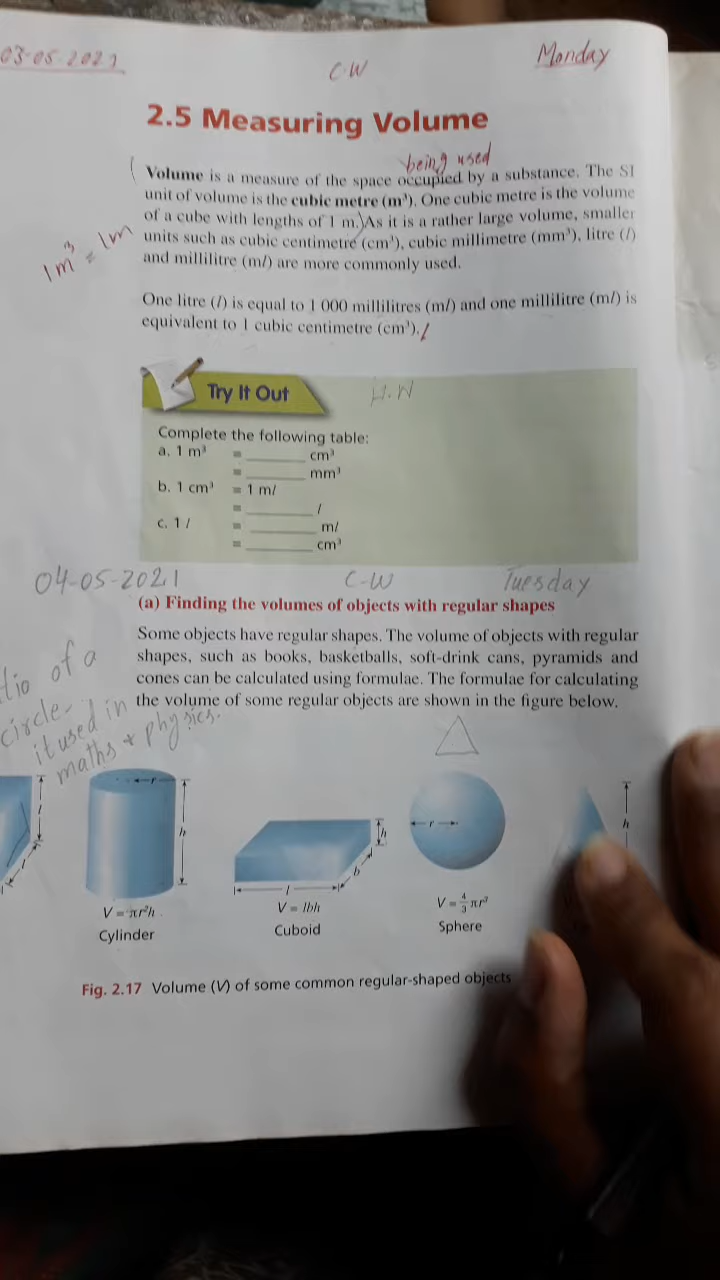 03-05-2021 C-W Monday
2.5 Measuring Volume
being used
Volume is a measure of the space occupied by a substance. The SI
unit of volume is the cubic metre (m³). One cubic metre is the volume
of a cube with lengths of 1 m. As it is a rather large volume, smaller
units such as cubic centimetre (cm³), cubic millimetre (mm³), litre (l)
and millilitre (ml) are more commonly used.
1m³ = 1m
One litre (l) is equal to 1 000 millilitres (ml) and one millilitre (ml) is
equivalent to 1 cubic centimetre (cm³).
Try It Out H.W
Complete the following table:
a. 1 m³ = ______ cm³
= ______ mm³
b. 1 cm³ = 1 ml
= ______ l
c. 1 l = ______ ml
= ______ cm³
04-05-2021 C-W Tuesday
(a) Finding the volumes of objects with regular shapes
Some objects have regular shapes. The volume of objects with regular
shapes, such as books, basketballs, soft-drink cans, pyramids and
cones can be calculated using formulae. The formulae for calculating
the volume of some regular objects are shown in the figure below.
tio of a
circle.
it used in
maths + physics.
l
l
r
h
h
l
b
r
h
V = πr²h
Cylinder
V = lbh
Cuboid
V = 4/3 πr³
Sphere
Fig. 2.17 Volume (V) of some common regular-shaped objects